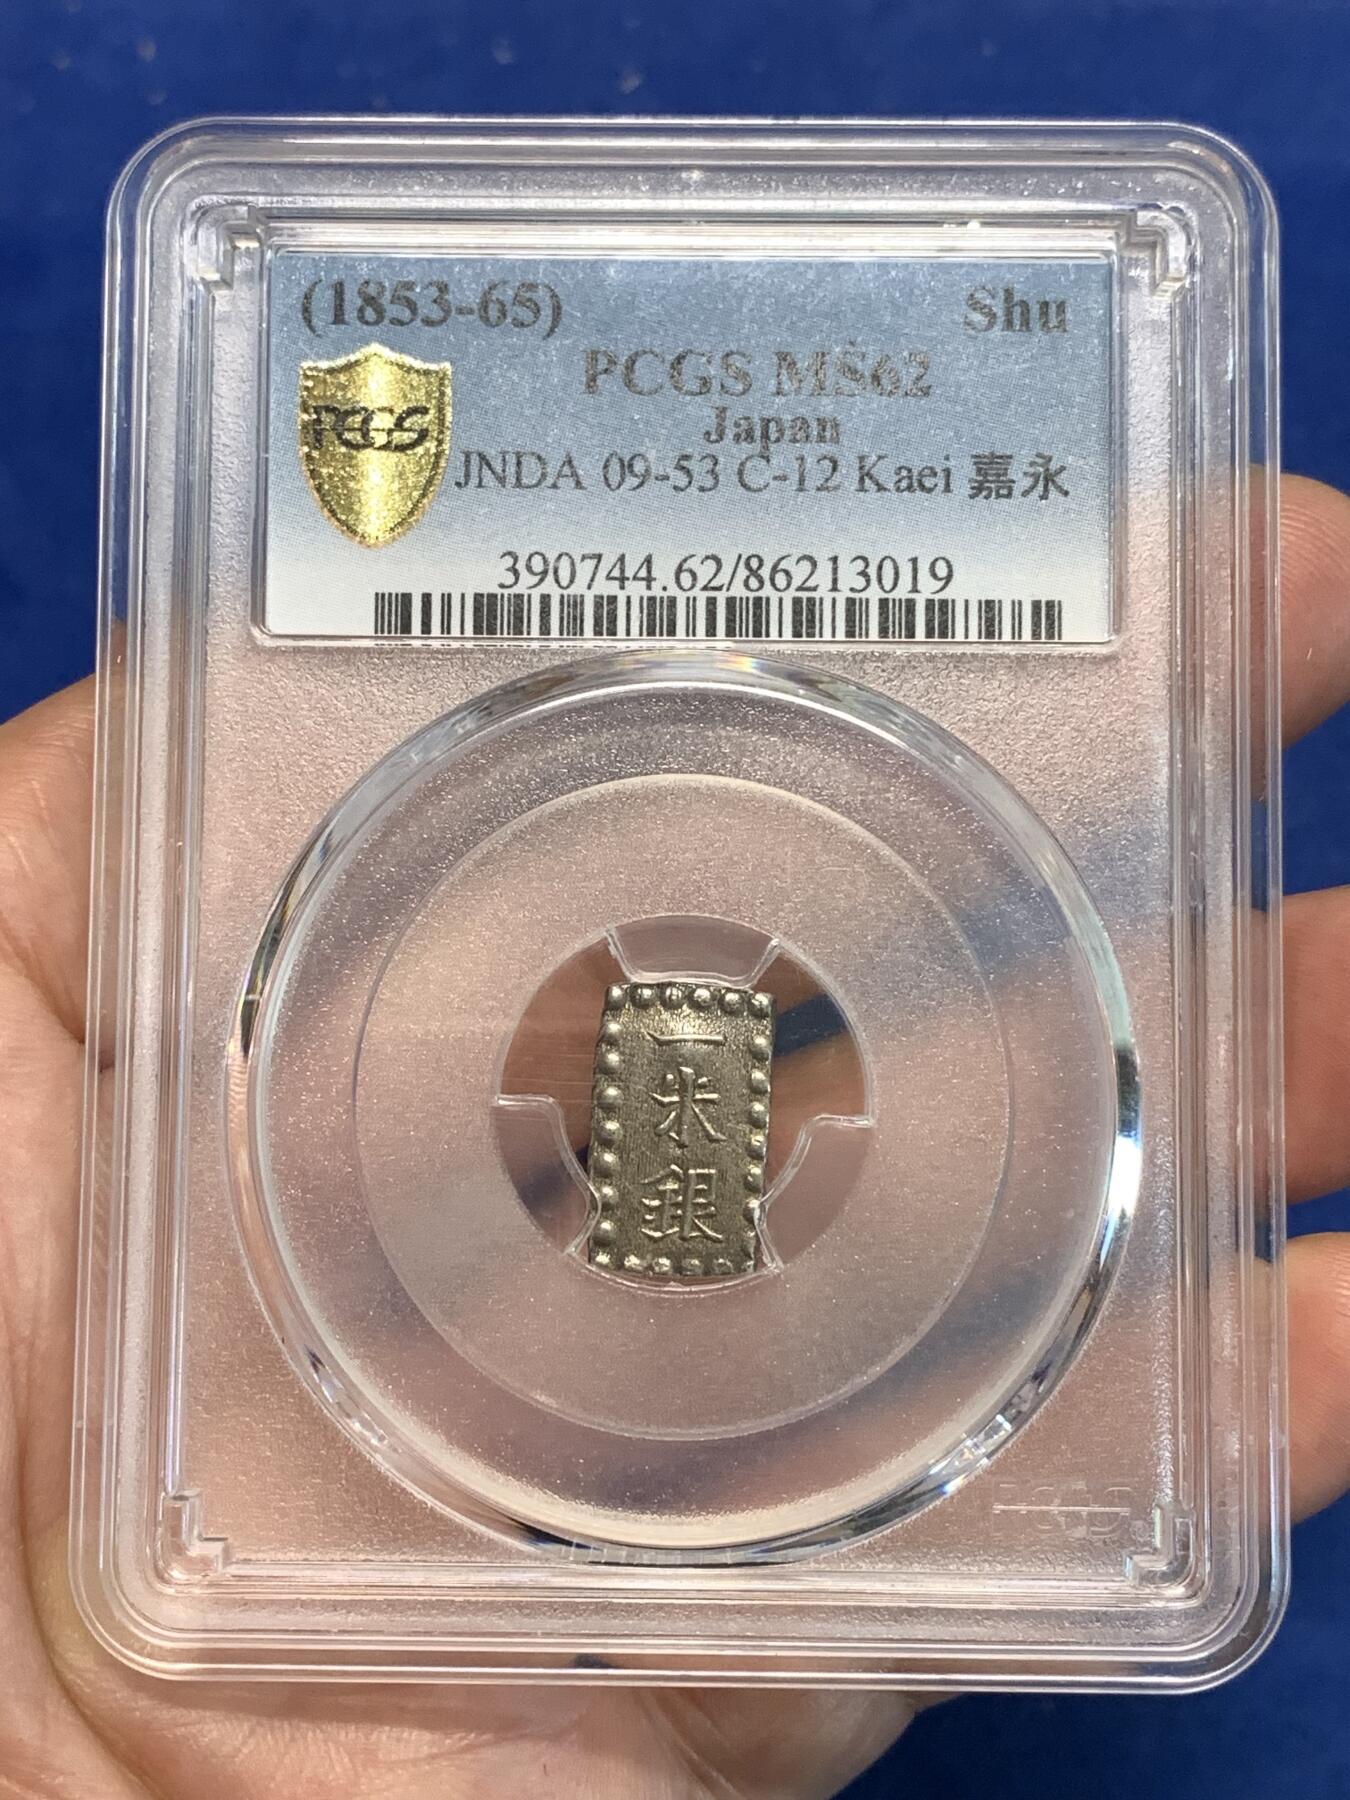 (1853-65) Shu
PCGS MS62
PCGS
Japan
JNDA 09-53 C-12 Kaei 嘉永
390744.62/86213019
一朱銀